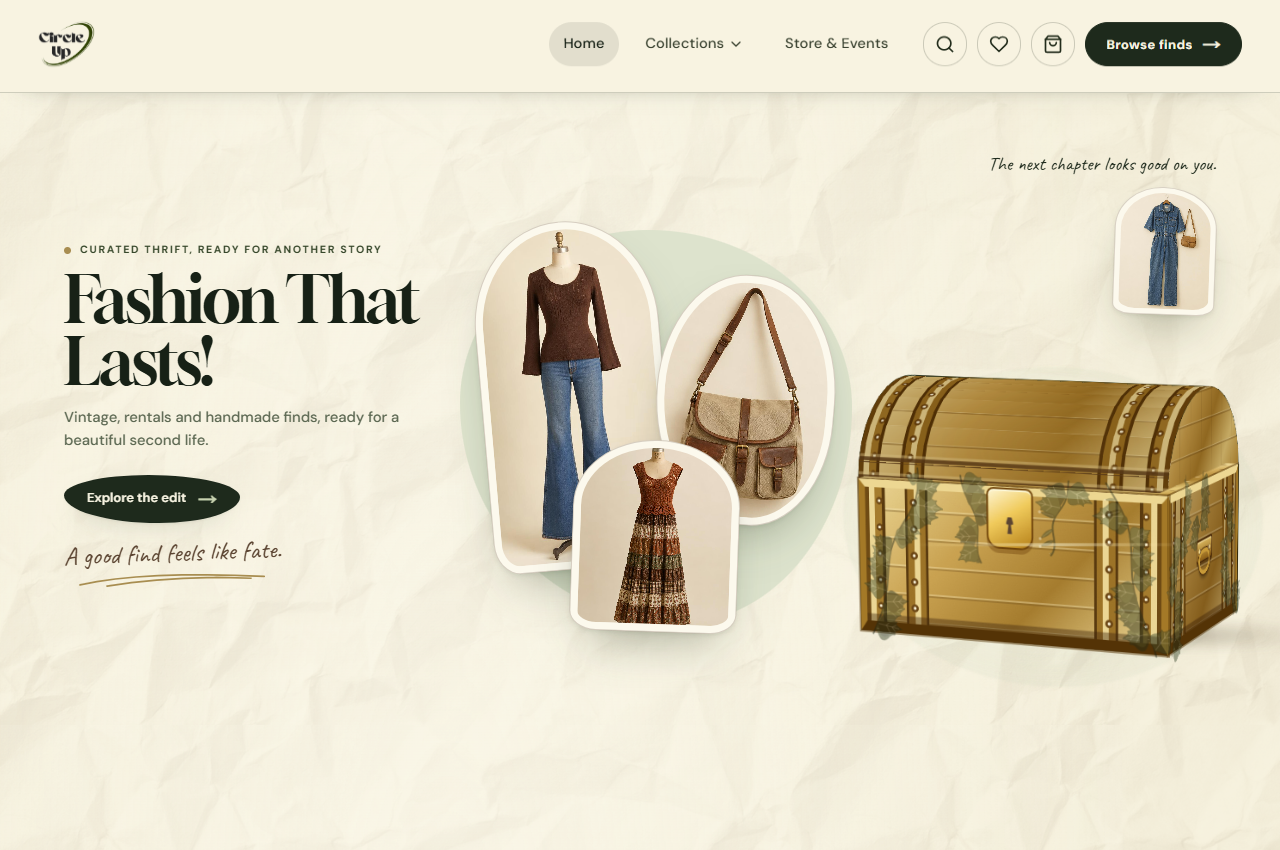 Circle
Up
Home
Collections
Store & Events
Browse finds
The next chapter looks good on you.
CURATED THRIFT, READY FOR ANOTHER STORY
Fashion That
Lasts!
Vintage, rentals and handmade finds, ready for a
beautiful second life.
Explore the edit
A good find feels like fate.